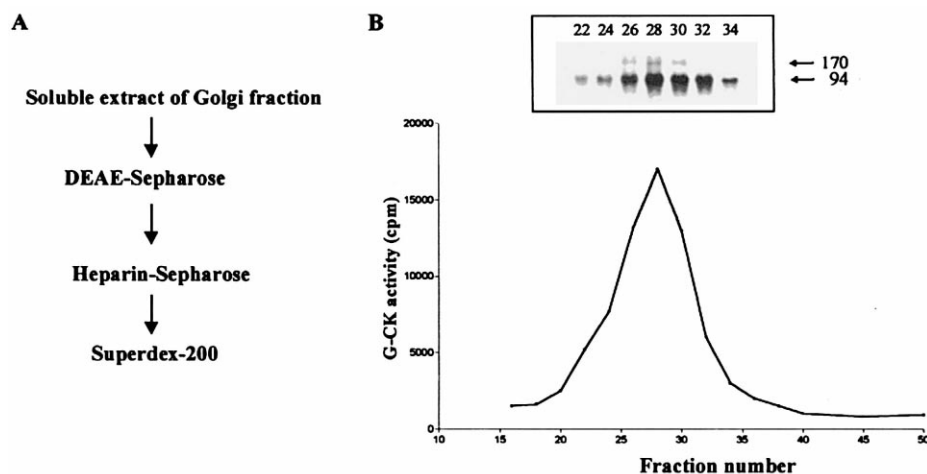 A
Soluble extract of Golgi fraction
DEAE-Sepharose
Heparin-Sepharose
Superdex-200
B
22 24 26 28 30 32 34
170
94
20000
15000
10000
5000
0
G-CK activity (cpm)
10 15 20 25 30 35 40 45 50
Fraction number